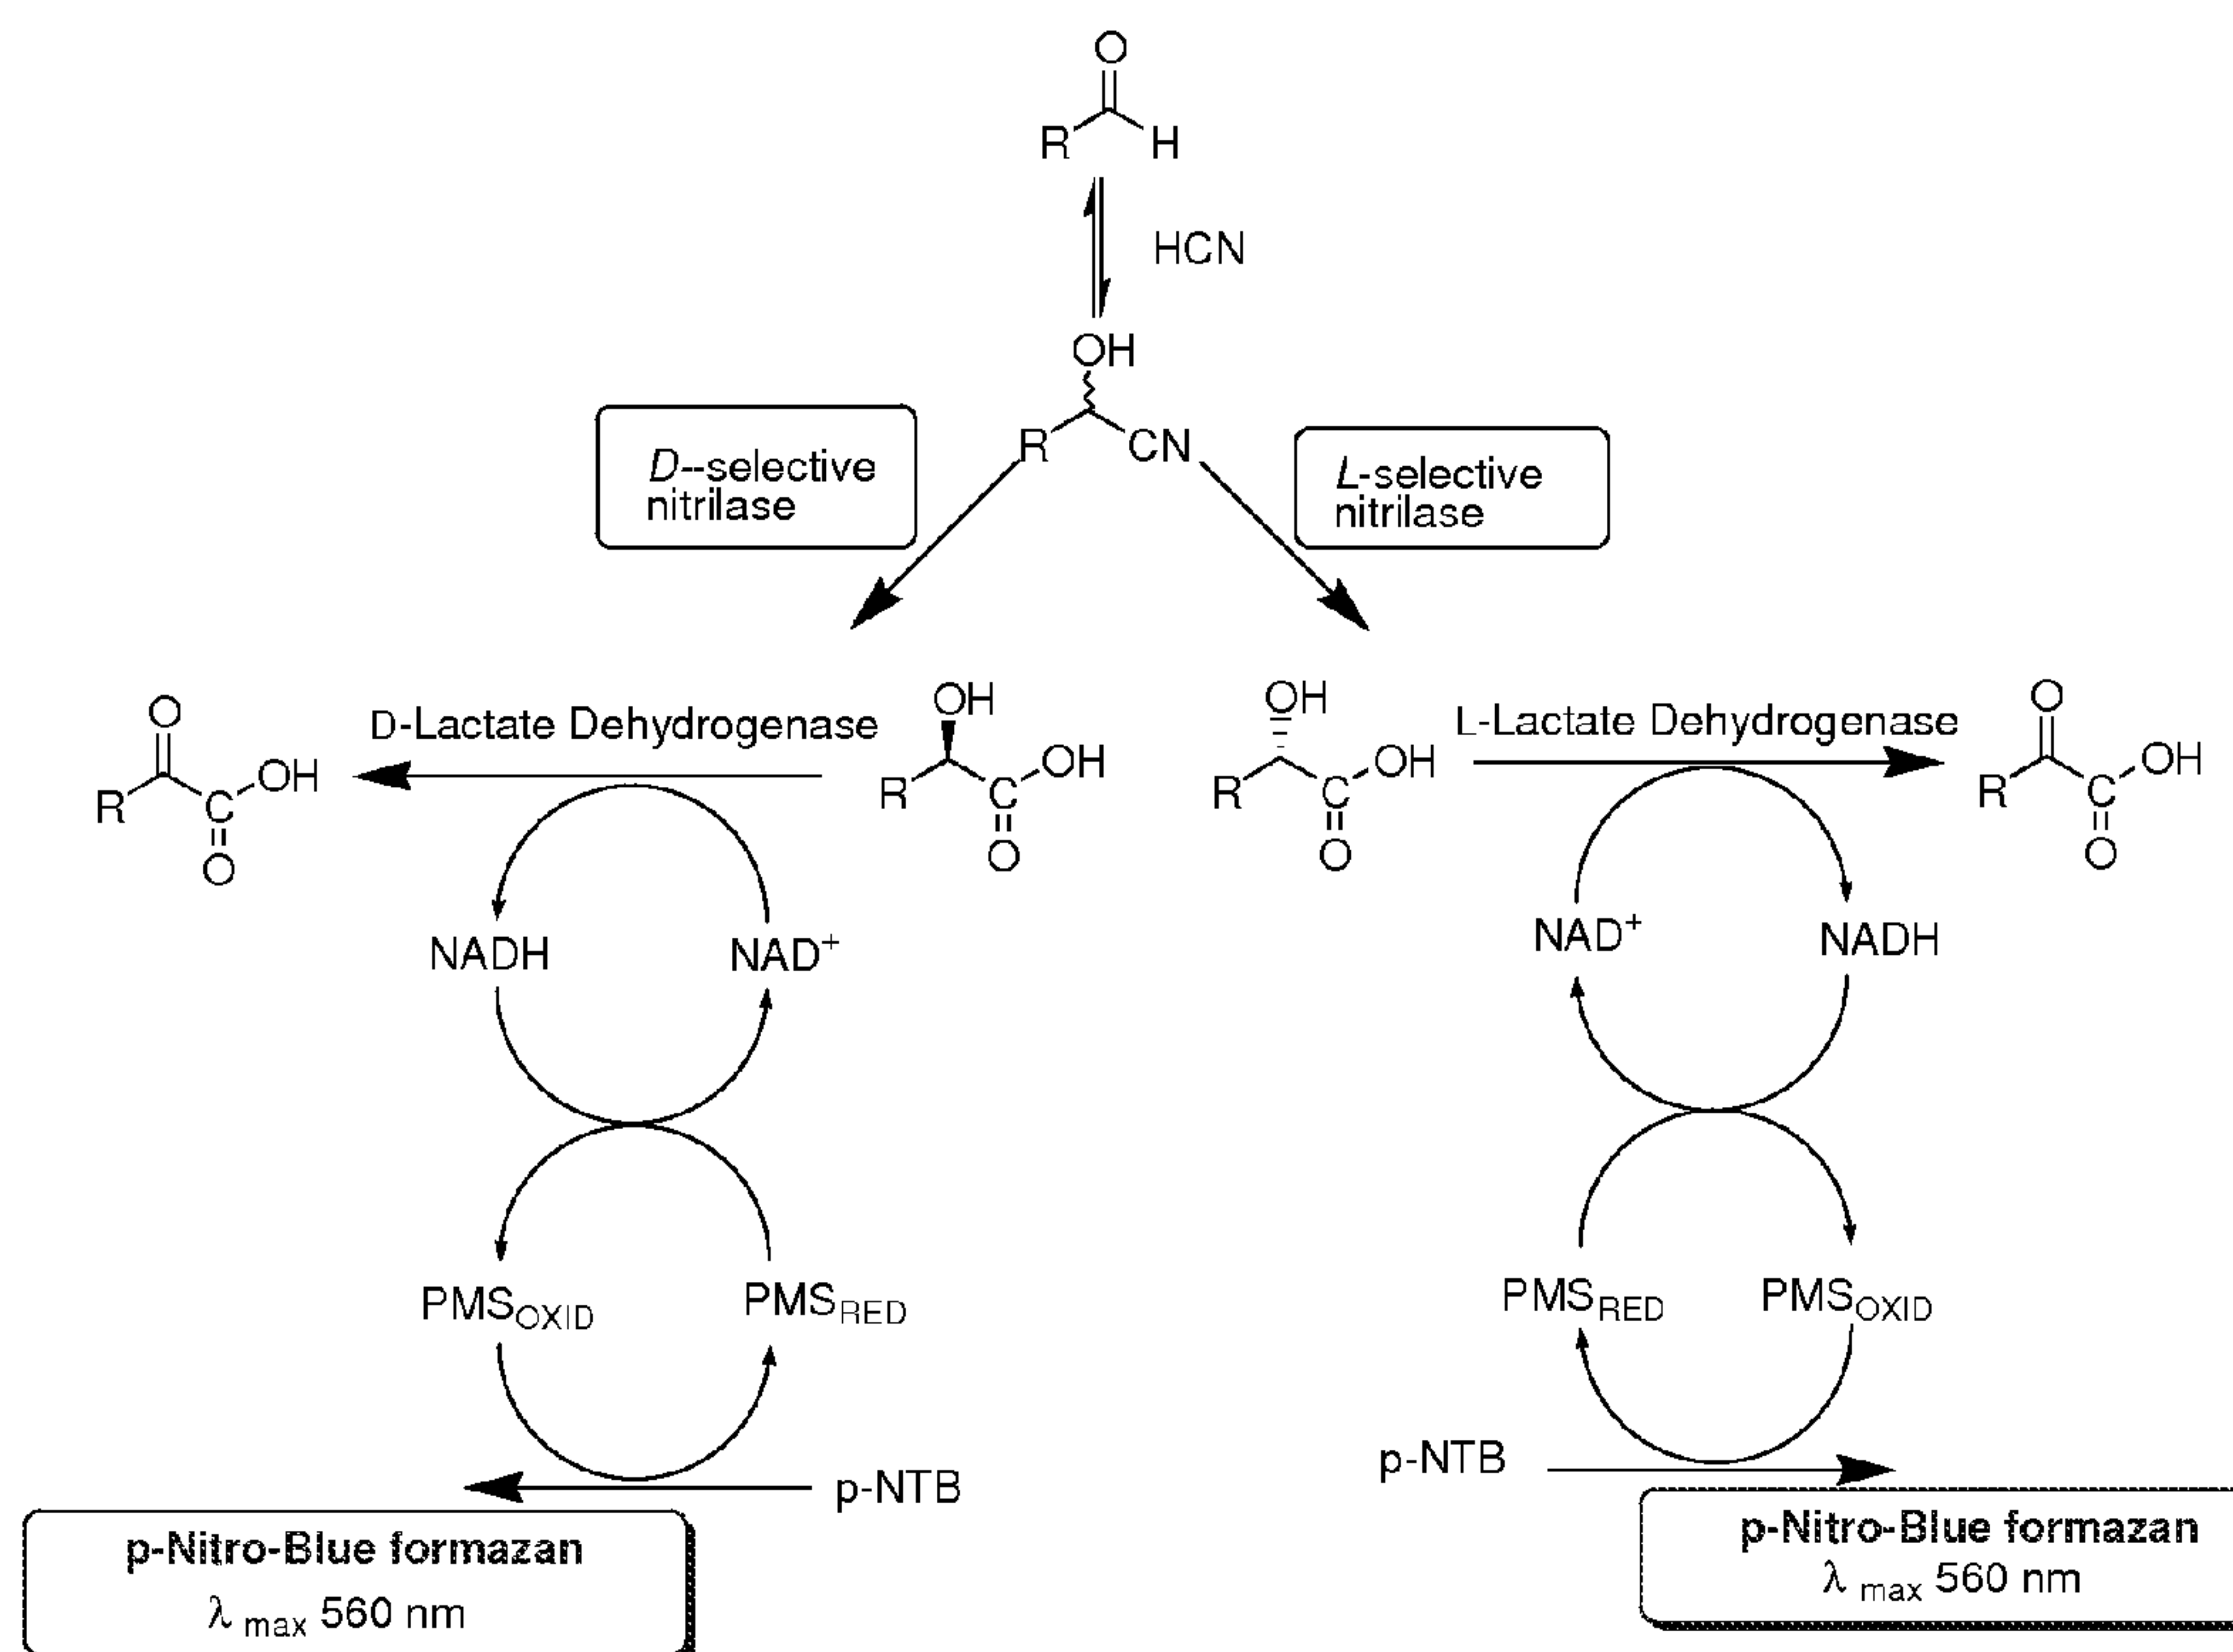 O
R H
HCN
OH
R CN
D--selective
nitrilase
L-selective
nitrilase
O
R C OH
O
D-Lactate Dehydrogenase
OH
R C OH
O
OH
R C OH
O
L-Lactate Dehydrogenase
O
R C OH
O
NADH NAD+
NAD+ NADH
PMSOXID PMSRED
PMSRED PMSOXID
p-NTB
p-NTB
p-Nitro-Blue formazan
λ max 560 nm
p-Nitro-Blue formazan
λ max 560 nm